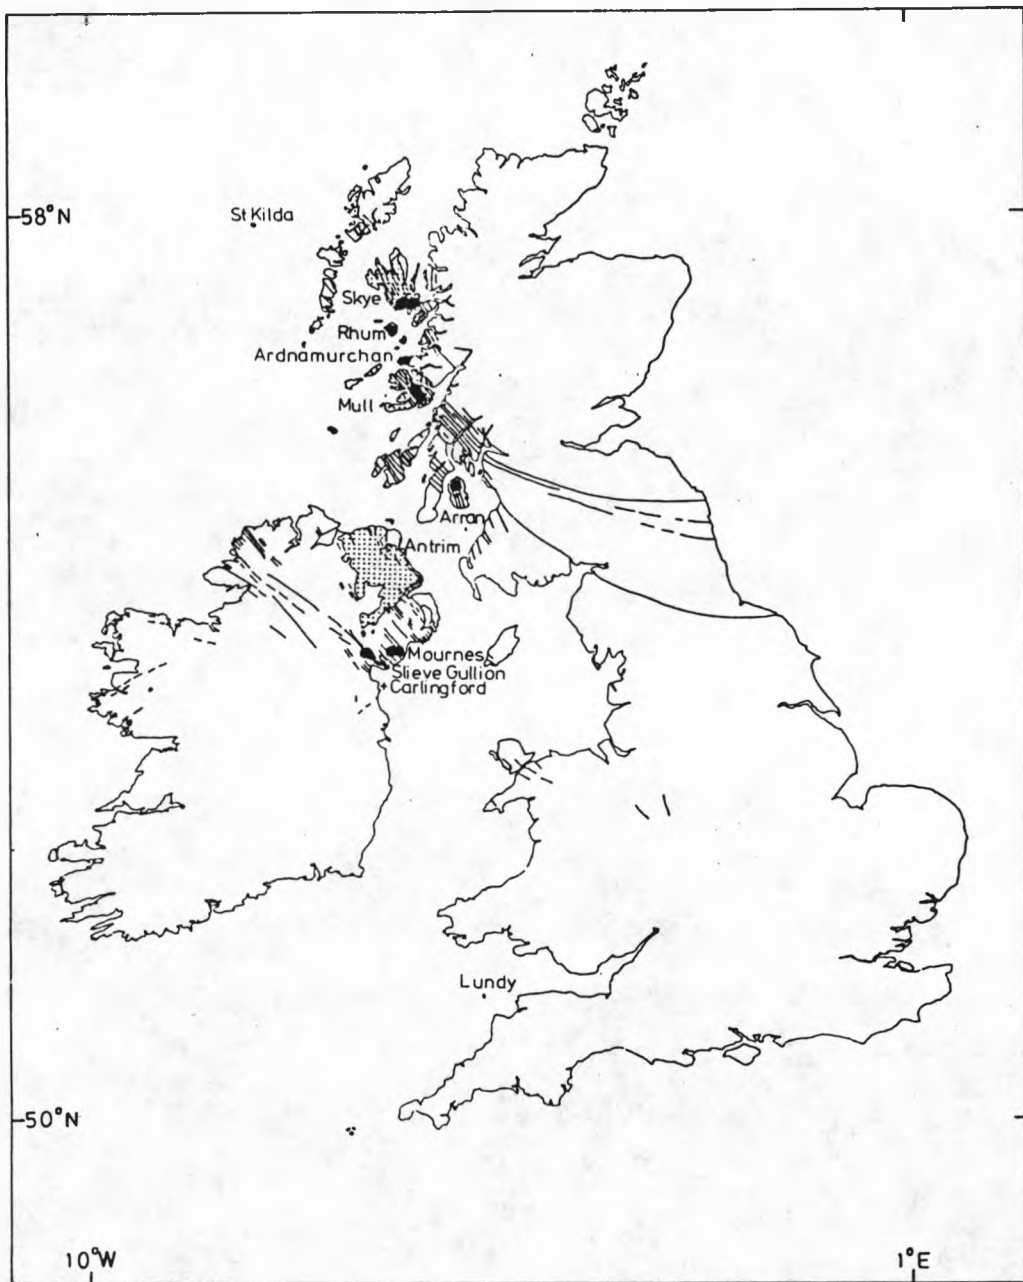 58°N
St Kilda
Skye
Rhum
Ardnamurchan
Mull
Arran
Antrim
Mournes
Slieve Gullion
Carlingford
Lundy
50°N
10°W
1°E